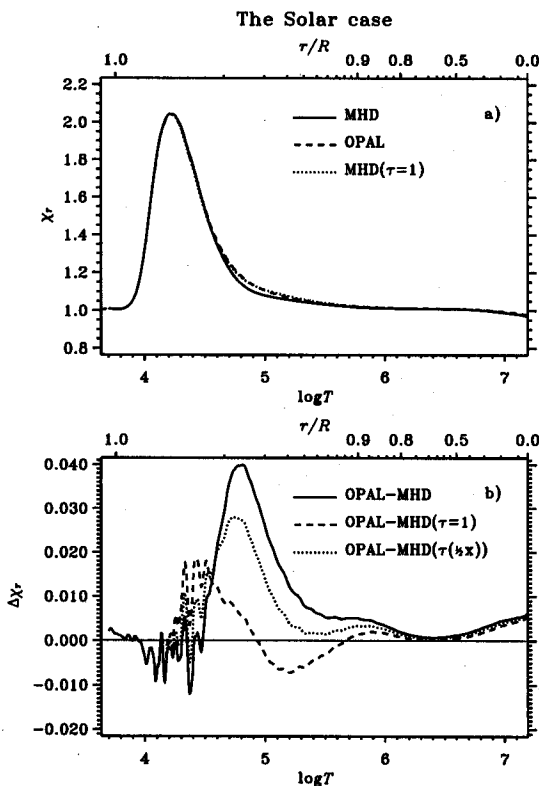 The Solar case
r/R
1.0 0.9 0.8 0.5 0.0
2.2
2.0
1.8
1.6
1.4
1.2
1.0
0.8
χT
MHD
OPAL
MHD(τ=1)
a)
4 5 6 7
logT
r/R
1.0 0.9 0.8 0.5 0.0
0.040
0.030
0.020
0.010
0.000
−0.010
−0.020
ΔχT
OPAL-MHD
OPAL-MHD(τ=1)
OPAL-MHD(τ(½x))
b)
4 5 6 7
logT